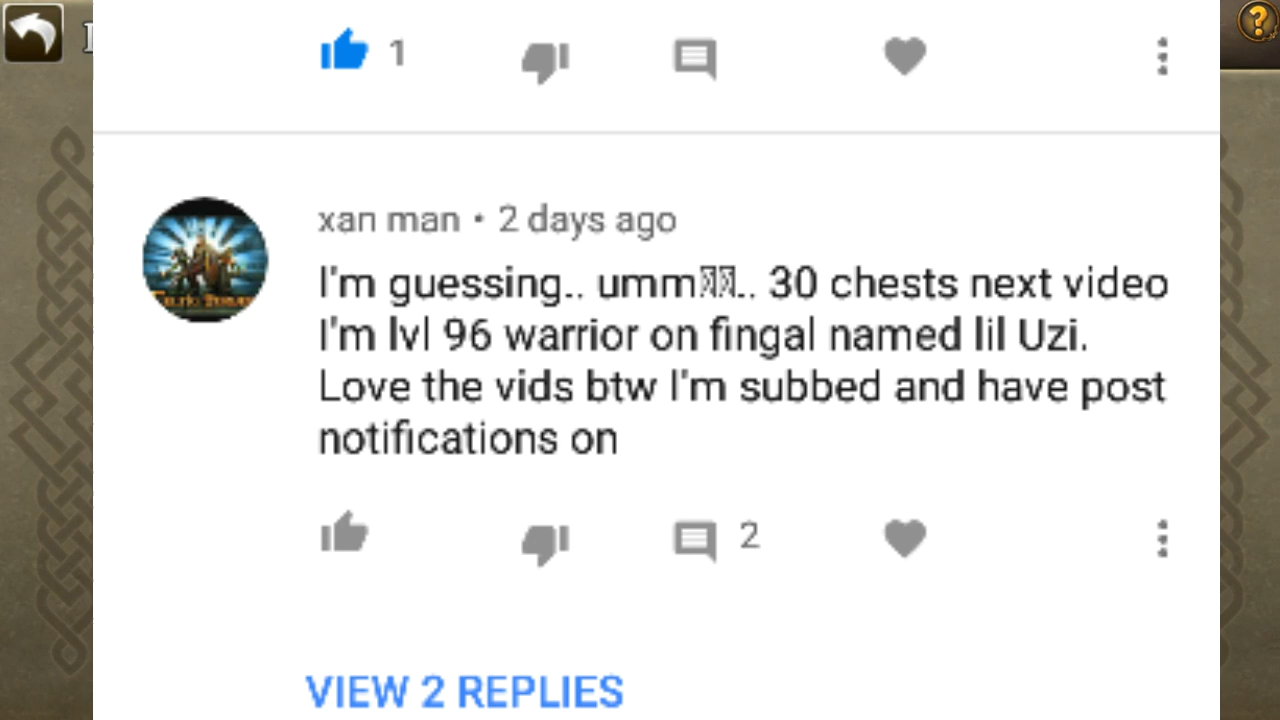 1
xan man • 2 days ago
I'm guessing.. umm.. 30 chests next video
I'm lvl 96 warrior on fingal named lil Uzi.
Love the vids btw I'm subbed and have post
notifications on
2
VIEW 2 REPLIES